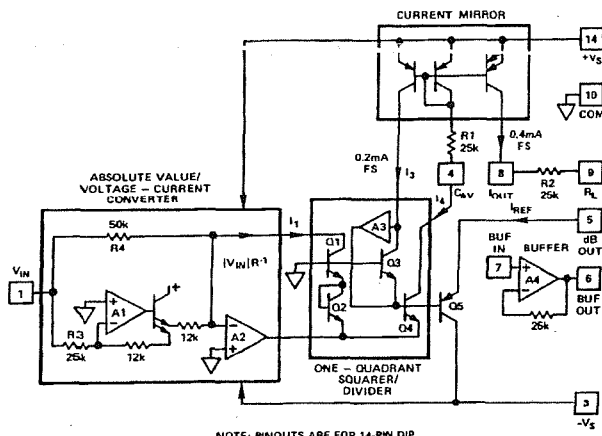 CURRENT MIRROR
14
+VS
10
COM
R1
25k
0.2mA
FS
0.4mA
FS
4
CAV
8
IOUT
R2
25k
9
RL
I3
I4
IREF
5
dB
OUT
ABSOLUTE VALUE/
VOLTAGE – CURRENT
CONVERTER
50k
R4
I1
|VIN|R-1
VIN
1
A1
+
–
+
R3
25k
12k
12k
–
A2
+
Q1
Q2
A3
Q3
Q4
Q5
BUF
IN
BUFFER
7
+
A4
–
6
BUF
OUT
25k
ONE – QUADRANT
SQUARER/
DIVIDER
3
-VS
NOTE: PINOUTS ARE FOR 14-PIN DIP